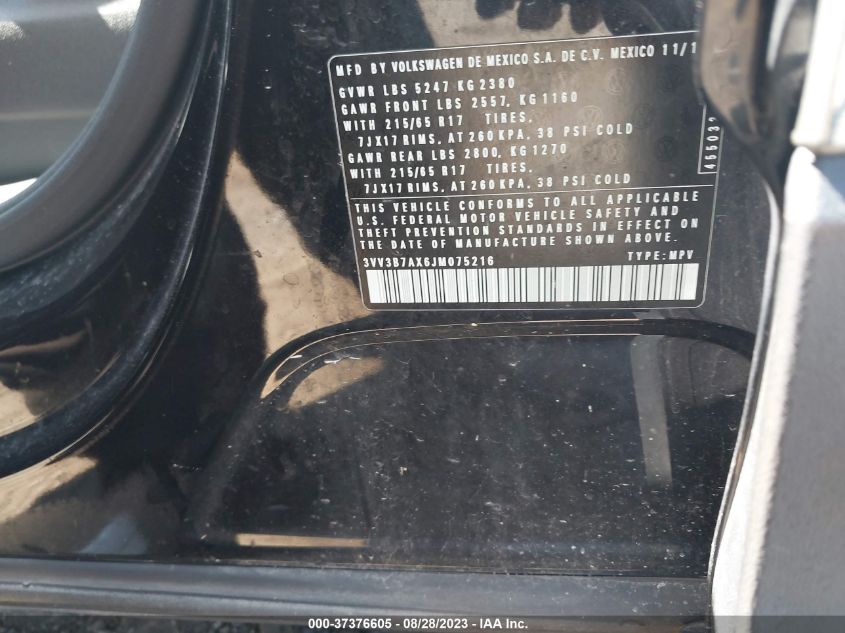 MFD BY VOLKSWAGEN DE MEXICO S.A. DE C.V. MEXICO 11/1
GVWR LBS 5247 KG 2380
GAWR FRONT LBS 2557, KG 1160
WITH 215/65 R17 TIRES,
7JX17 RIMS, AT 260 KPA, 38 PSI COLD
GAWR REAR LBS 2800, KG 1270
WITH 215/65 R17 TIRES,
7JX17 RIMS, AT 260 KPA, 38 PSI COLD
THIS VEHICLE CONFORMS TO ALL APPLICABLE
U.S. FEDERAL MOTOR VEHICLE SAFETY AND
THEFT PREVENTION STANDARDS IN EFFECT ON
THE DATE OF MANUFACTURE SHOWN ABOVE.
3VV3B7AX6JM075216 TYPE: MPV
000-37376605 - 08/28/2023 - IAA Inc.